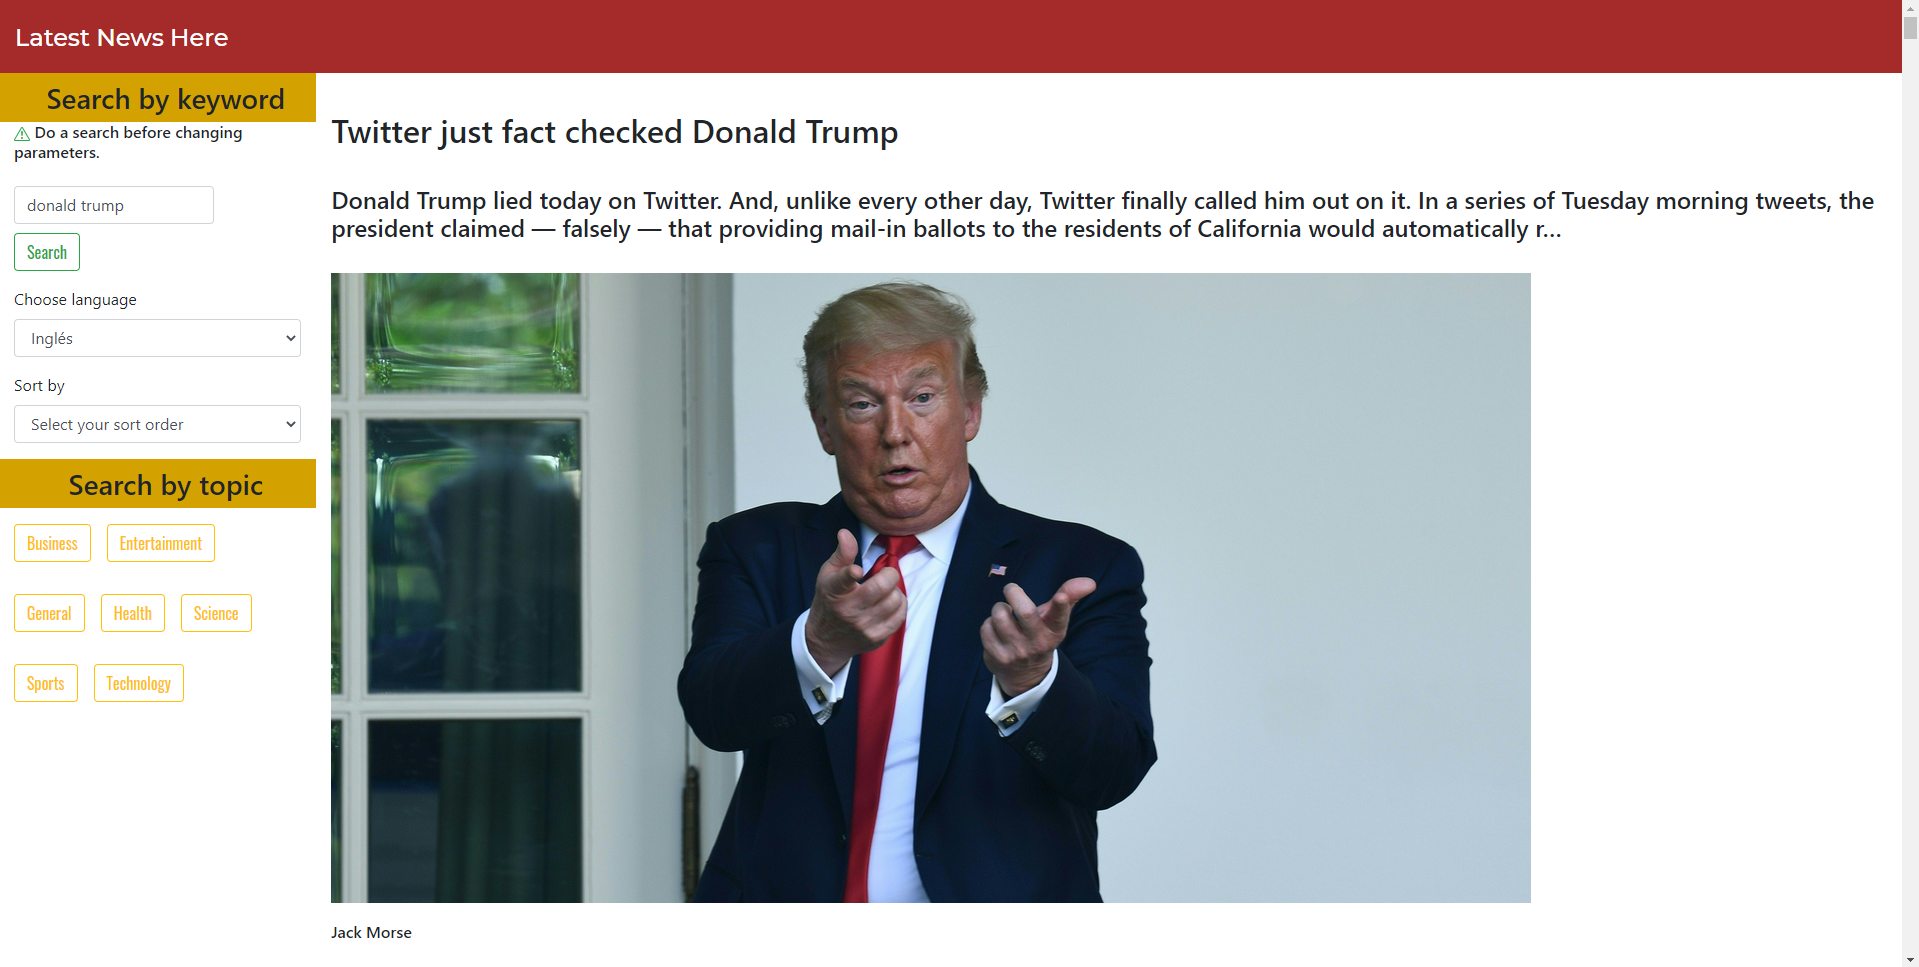 Latest News Here
Search by keyword
Do a search before changing
parameters.
donald trump
Search
Choose language
Inglés
Sort by
Select your sort order
Search by topic
Business
Entertainment
General
Health
Science
Sports
Technology
Twitter just fact checked Donald Trump
Donald Trump lied today on Twitter. And, unlike every other day, Twitter finally called him out on it. In a series of Tuesday morning tweets, the
president claimed — falsely — that providing mail-in ballots to the residents of California would automatically r…
Jack Morse